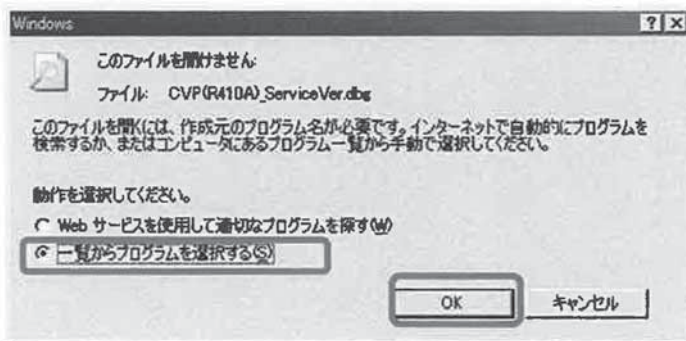 Windows
このファイルを開けません:
ファイル: CVP(R410A)_ServiceVer.dbg
このファイルを開くには、作成元のプログラム名が必要です。インターネットで自動的にプログラムを
検索するか、またはコンピュータにあるプログラム一覧から手動で選択してください。
動作を選択してください。
Web サービスを使用して適切なプログラムを探す(W)
一覧からプログラムを選択する(S)
OK
キャンセル